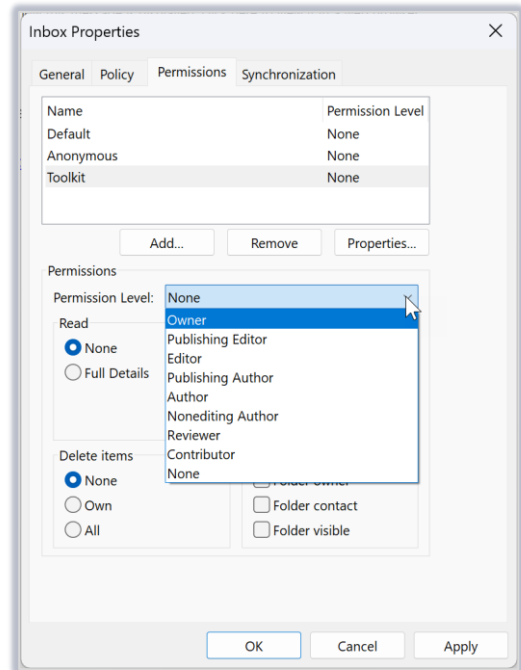 Inbox Properties
General Policy Permissions Synchronization
Name Permission Level
Default None
Anonymous None
Toolkit None
Add... Remove Properties...
Permissions
Permission Level: None
Read
None
Full Details
Owner
Publishing Editor
Editor
Publishing Author
Author
Nonediting Author
Reviewer
Contributor
None
Delete items
None
Own
All
Folder owner
Folder contact
Folder visible
OK Cancel Apply